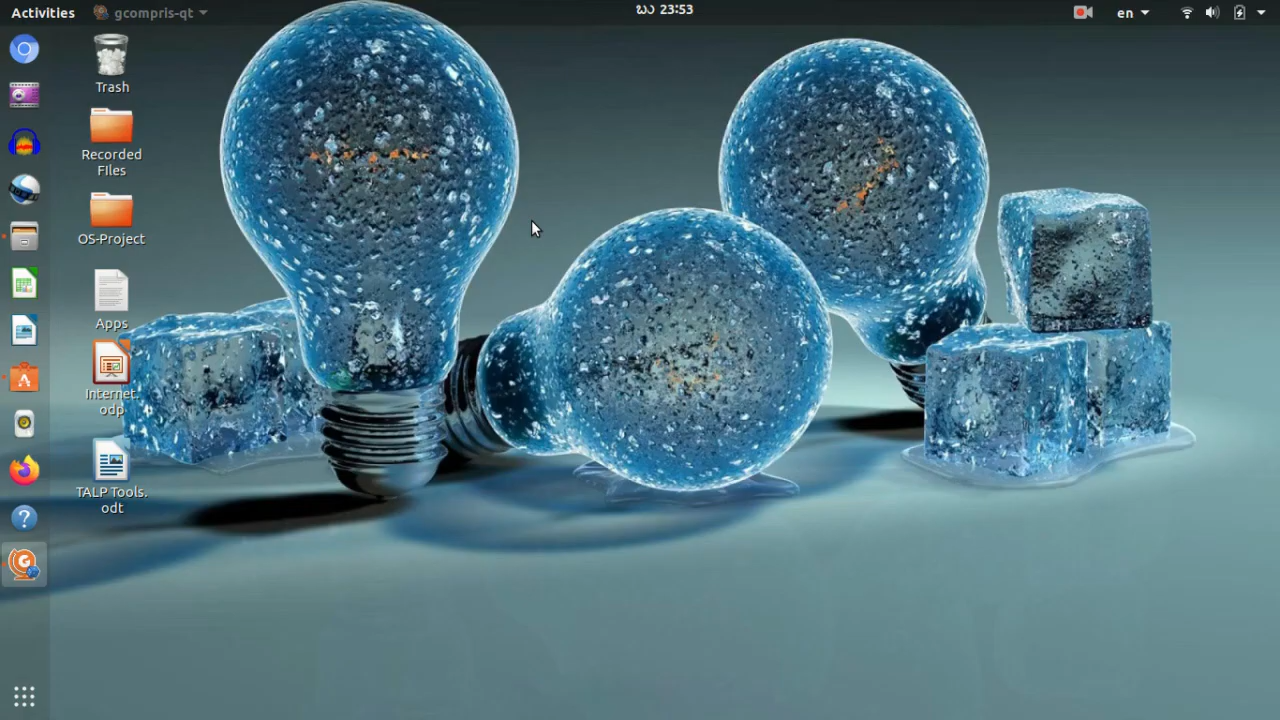 Activities
gcompris-qt
ඞා 23:53
en
Trash
Recorded
FIles
OS-Project
Apps
Internet.
odp
TALP Tools.
odt